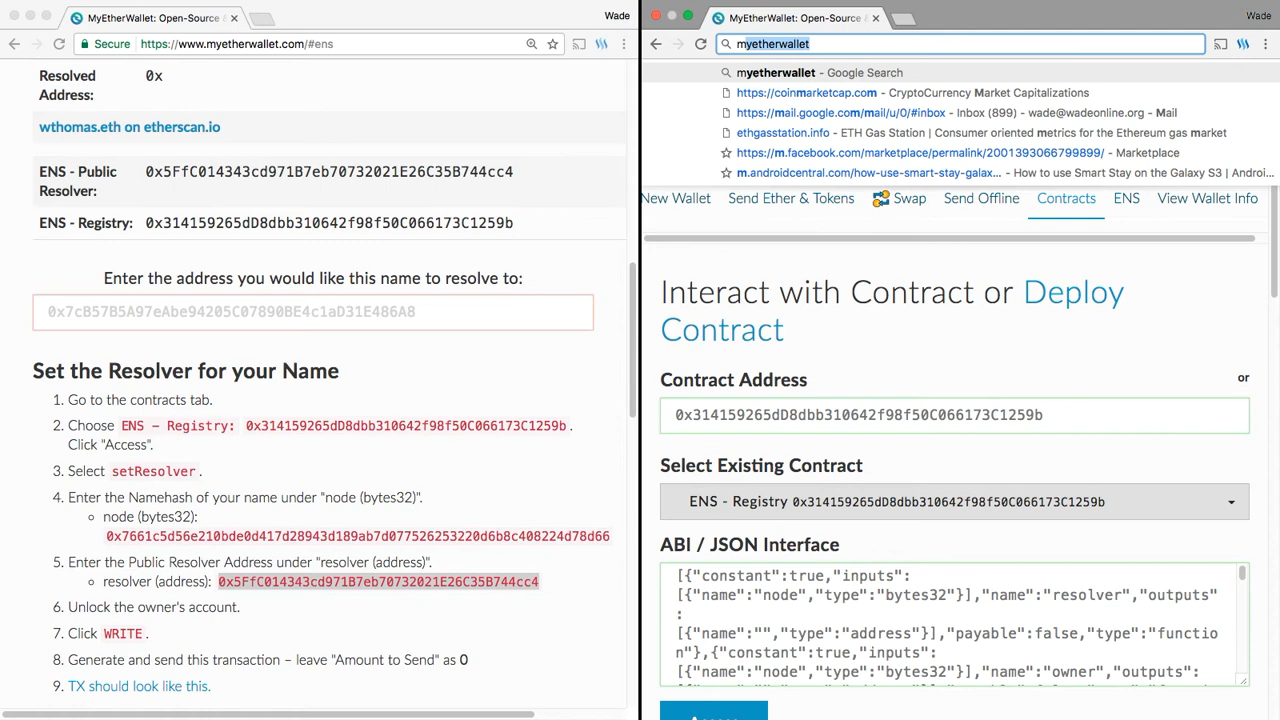 MyEtherWallet: Open-Source &
Wade
Secure
https://www.myetherwallet.com/#ens
Resolved
Address:
0x
wthomas.eth on etherscan.io
ENS - Public
Resolver:
0x5FfC014343cd971B7eb70732021E26C35B744cc4
ENS - Registry:
0x314159265dD8dbb310642f98f50C066173C1259b
Enter the address you would like this name to resolve to:
0x7cB57B5A97eAbe94205C07890BE4c1aD31E486A8
Set the Resolver for your Name
1. Go to the contracts tab.
2. Choose ENS – Registry: 0x314159265dD8dbb310642f98f50C066173C1259b.
Click "Access".
3. Select setResolver.
4. Enter the Namehash of your name under "node (bytes32)".
node (bytes32):
0x7661c5d56e210bde0d417d28943d189ab7d077526253220d6b8c408224d78d66
5. Enter the Public Resolver Address under "resolver (address)".
resolver (address): 0x5FfC014343cd971B7eb70732021E26C35B744cc4
6. Unlock the owner's account.
7. Click WRITE.
8. Generate and send this transaction – leave "Amount to Send" as 0
9. TX should look like this.
MyEtherWallet: Open-Source &
Wade
myetherwallet
myetherwallet - Google Search
https://coinmarketcap.com - CryptoCurrency Market Capitalizations
https://mail.google.com/mail/u/0/#inbox - Inbox (899) - wade@wadeonline.org - Mail
ethgasstation.info - ETH Gas Station | Consumer oriented metrics for the Ethereum gas market
https://m.facebook.com/marketplace/permalink/2001393066799899/ - Marketplace
m.androidcentral.com/how-use-smart-stay-galax... - How to use Smart Stay on the Galaxy S3 | Androi...
New Wallet
Send Ether & Tokens
Swap
Send Offline
Contracts
ENS
View Wallet Info
Interact with Contract or Deploy
Contract
Contract Address
or
0x314159265dD8dbb310642f98f50C066173C1259b
Select Existing Contract
ENS - Registry 0x314159265dD8dbb310642f98f50C066173C1259b
ABI / JSON Interface
[{"constant":true,"inputs":
[{"name":"node","type":"bytes32"}],"name":"resolver","outputs"
:
[{"name":"","type":"address"}],"payable":false,"type":"functio
n"},{"constant":true,"inputs":
[{"name":"node","type":"bytes32"}],"name":"owner","outputs":